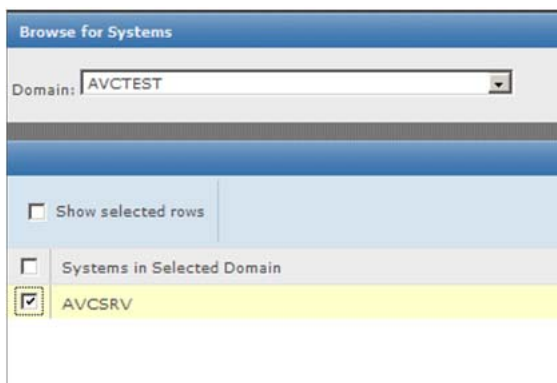 Browse for Systems
Domain: AVCTEST
Show selected rows
Systems in Selected Domain
AVCSRV